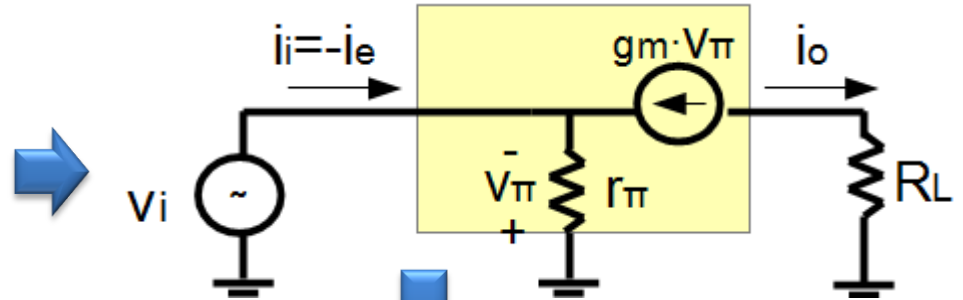 ii=-ie
gm·Vπ
io
Vi
~
-
Vπ
+
rπ
RL